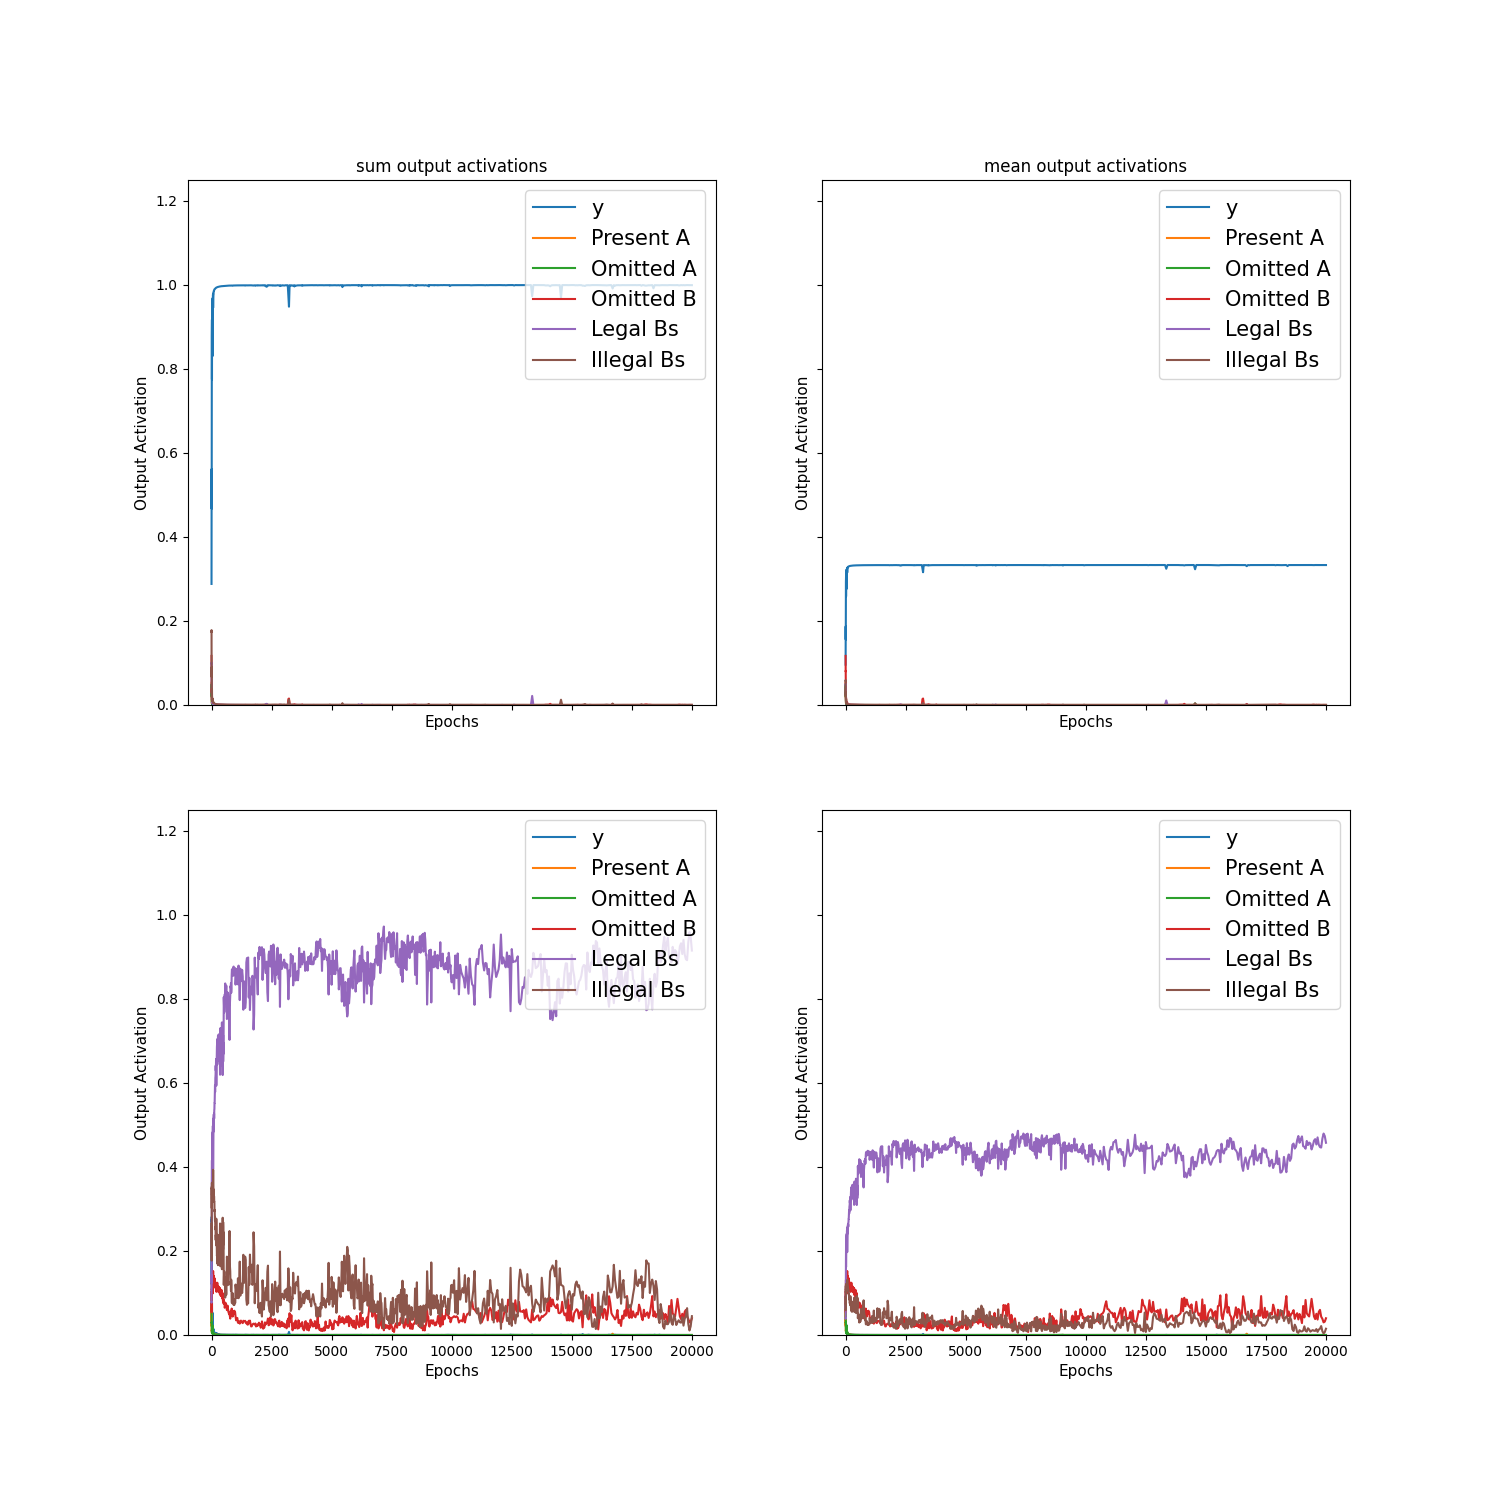 sum output activations
mean output activations
1.2
1.0
0.8
0.6
0.4
0.2
0.0
Output Activation
y
Present A
Omitted A
Omitted B
Legal Bs
Illegal Bs
Epochs
Output Activation
y
Present A
Omitted A
Omitted B
Legal Bs
Illegal Bs
Epochs
1.2
1.0
0.8
0.6
0.4
0.2
0.0
Output Activation
y
Present A
Omitted A
Omitted B
Legal Bs
Illegal Bs
0 2500 5000 7500 10000 12500 15000 17500 20000
Epochs
Output Activation
y
Present A
Omitted A
Omitted B
Legal Bs
Illegal Bs
0 2500 5000 7500 10000 12500 15000 17500 20000
Epochs